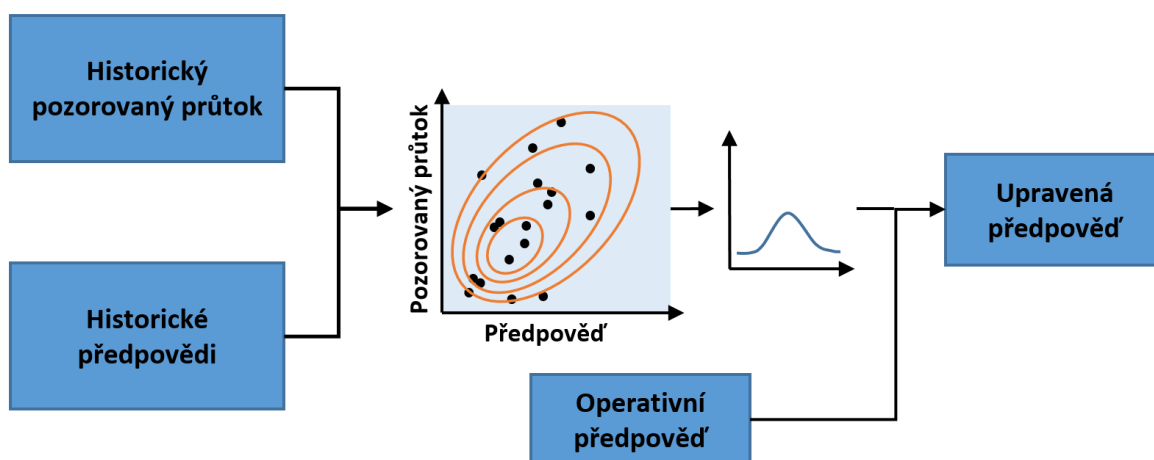 Historický
pozorovaný průtok
Historické
předpovědi
Pozorovaný průtok
Předpověď
Operativní
předpověď
Upravená
předpověď